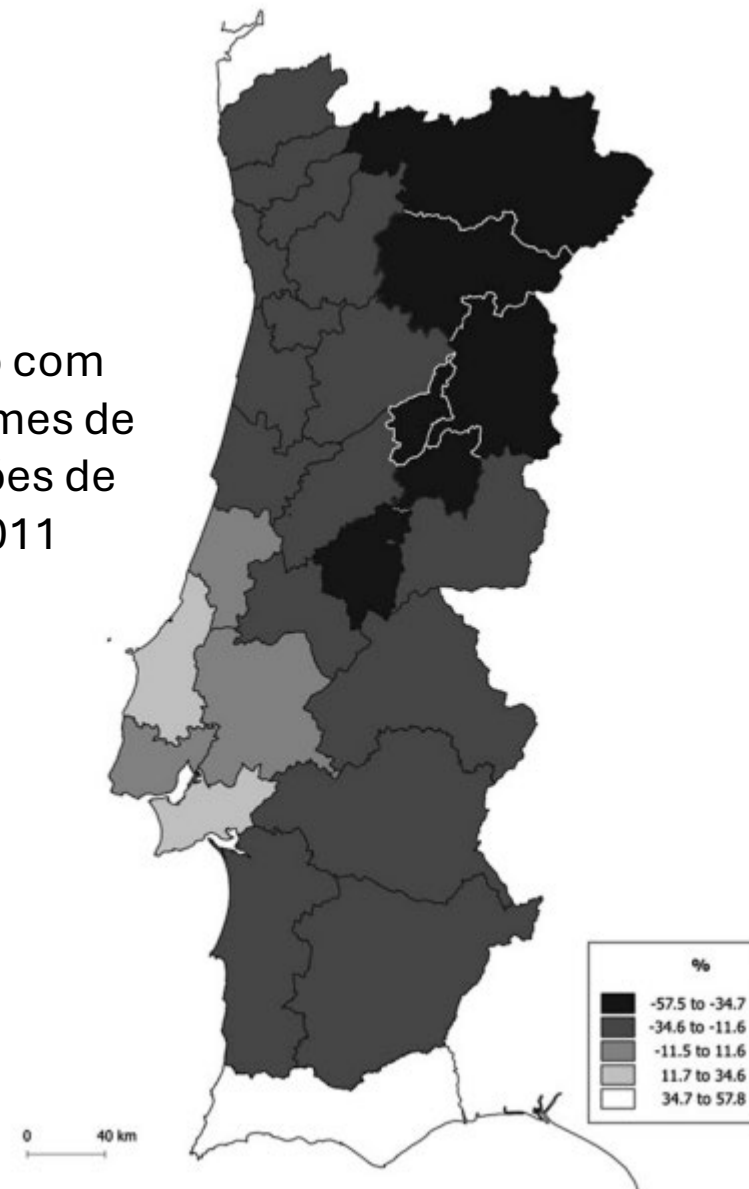 com
mes de
pes de
011
%
-57.5 to -34.7
-34.6 to -11.6
-11.5 to 11.6
11.7 to 34.6
34.7 to 57.8
0 40 km